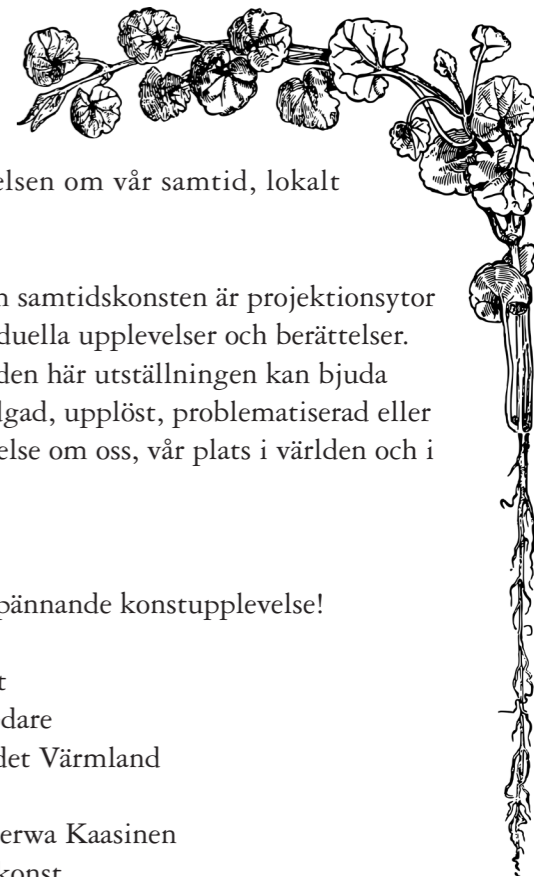 elsen om vår samtid, lokalt
n samtidskonsten är projektionsytor
duella upplevelser och berättelser.
den här utställningen kan bjuda
lgad, upplöst, problematiserad eller
else om oss, vår plats i världen och i
pännande konstupplevelse!
t
dare
det Värmland
erwa Kaasinen
konst